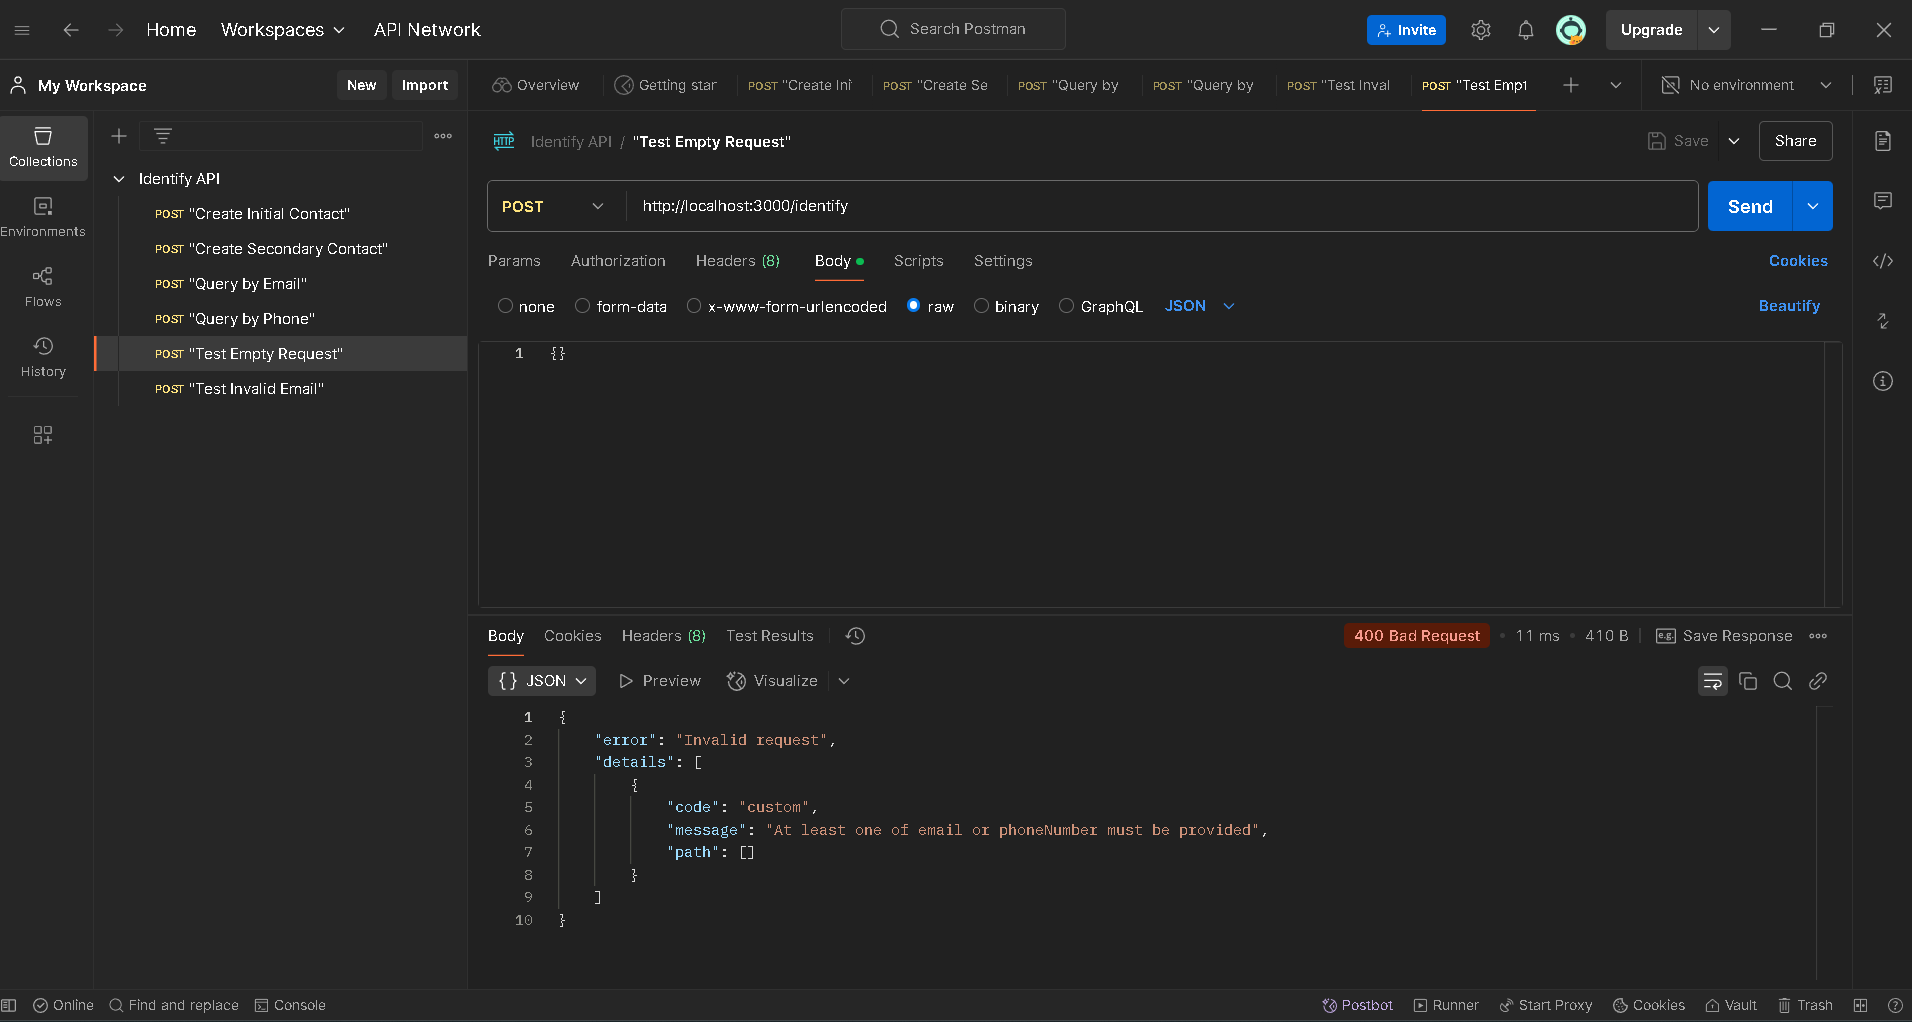 Home Workspaces API Network Search Postman Invite Upgrade
My Workspace New Import
Overview Getting star POST "Create Ini POST "Create Se POST "Query by POST "Query by POST "Test Inval POST "Test Empt No environment
Collections
Environments
Flows
History
Identify API
POST "Create Initial Contact"
POST "Create Secondary Contact"
POST "Query by Email"
POST "Query by Phone"
POST "Test Empty Request"
POST "Test Invalid Email"
HTTP Identify API / "Test Empty Request" Save Share
POST http://localhost:3000/identify Send
Params Authorization Headers (8) Body Scripts Settings Cookies
none form-data x-www-form-urlencoded raw binary GraphQL JSON Beautify
1 {}
Body Cookies Headers (8) Test Results 400 Bad Request 11 ms 410 B e.g. Save Response
{} JSON Preview Visualize
1 {
2 "error": "Invalid request",
3 "details": [
4 {
5 "code": "custom",
6 "message": "At least one of email or phoneNumber must be provided",
7 "path": []
8 }
9 ]
10 }
Online Find and replace Console Postbot Runner Start Proxy Cookies Vault Trash